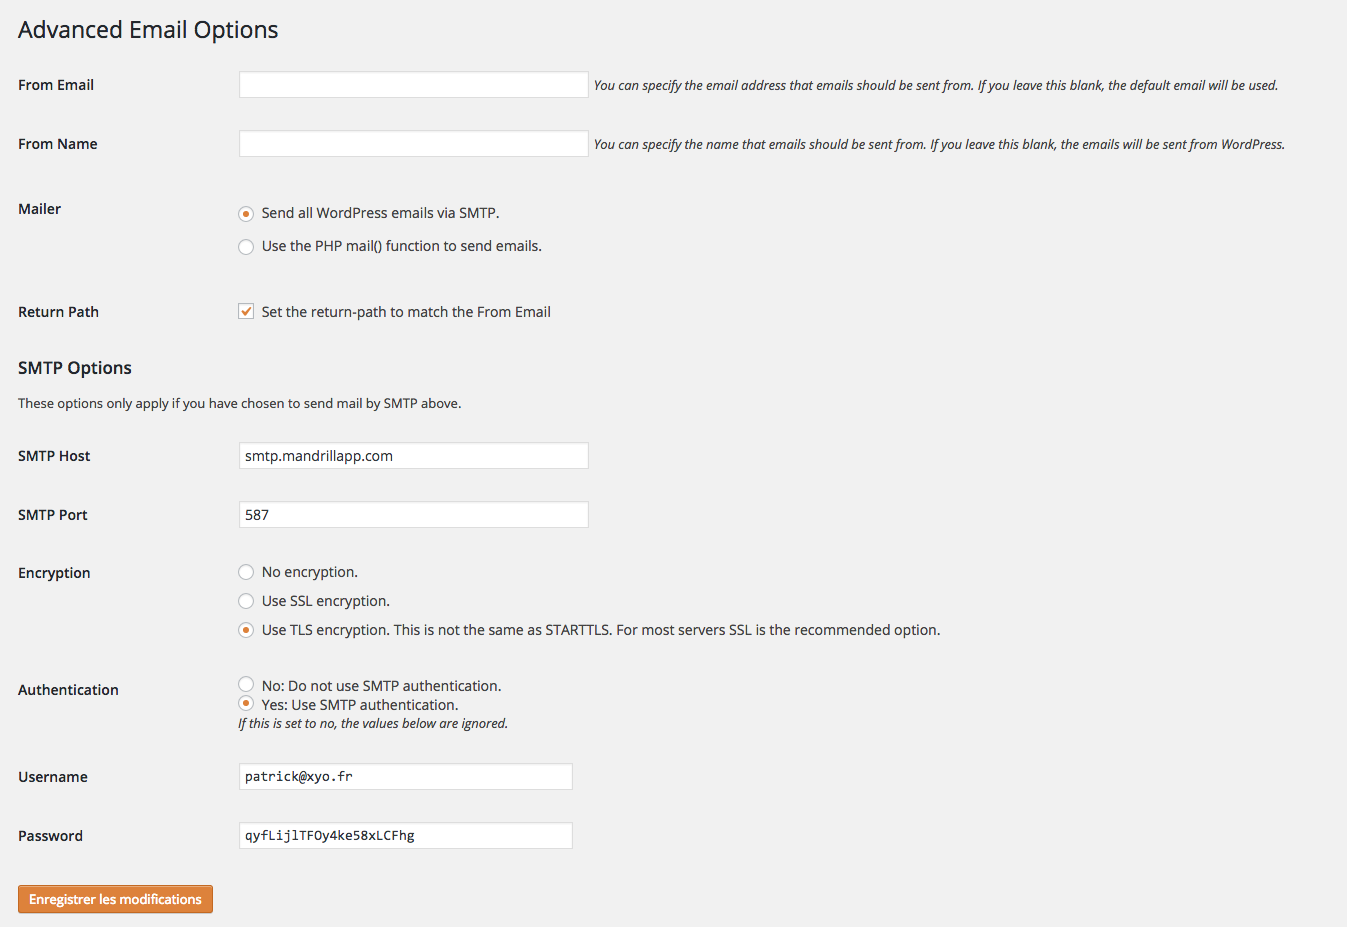 Advanced Email Options
From Email
You can specify the email address that emails should be sent from. If you leave this blank, the default email will be used.
From Name
You can specify the name that emails should be sent from. If you leave this blank, the emails will be sent from WordPress.
Mailer
Send all WordPress emails via SMTP.
Use the PHP mail() function to send emails.
Return Path
Set the return-path to match the From Email
SMTP Options
These options only apply if you have chosen to send mail by SMTP above.
SMTP Host
smtp.mandrillapp.com
SMTP Port
587
Encryption
No encryption.
Use SSL encryption.
Use TLS encryption. This is not the same as STARTTLS. For most servers SSL is the recommended option.
Authentication
No: Do not use SMTP authentication.
Yes: Use SMTP authentication.
If this is set to no, the values below are ignored.
Username
patrick@xyo.fr
Password
qyfLijlTFOy4ke58xLCFhg
Enregistrer les modifications